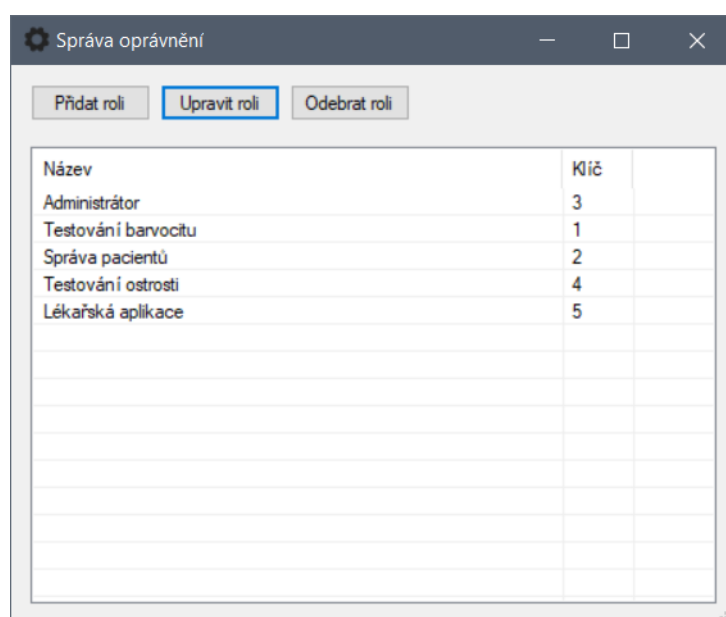 Správa oprávnění
Přidat roli Upravit roli Odebrat roli
Název Klíč
Administrátor 3
Testování barvocitu 1
Správa pacientů 2
Testování ostrosti 4
Lékařská aplikace 5